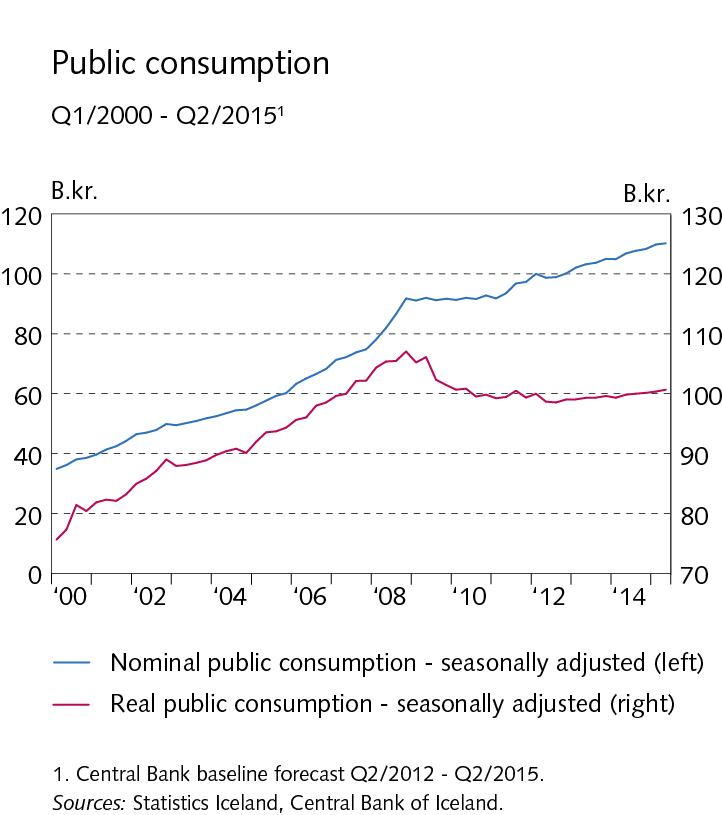 Public consumption
Q1/2000 - Q2/2015¹
B.kr.
B.kr.
120
130
100
120
80
110
60
100
40
90
20
80
0
70
‘00
‘02
‘04
‘06
‘08
‘10
‘12
‘14
Nominal public consumption - seasonally adjusted (left)
Real public consumption - seasonally adjusted (right)
1. Central Bank baseline forecast Q2/2012 - Q2/2015.
Sources: Statistics Iceland, Central Bank of Iceland.